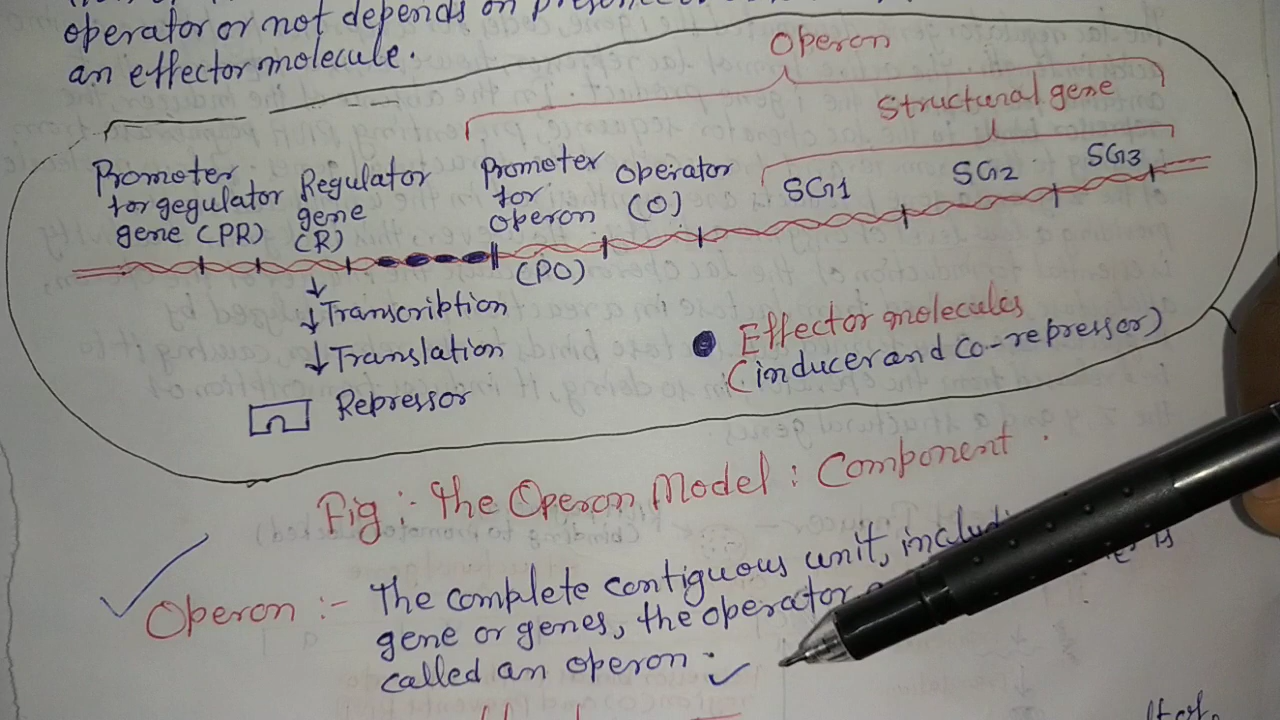 operator or not depends on
an effector molecule.
Operon
Structural gene
Promoter
for gegulator
gene (PR)
Regulator
gene
(R)
Promoter
for
operon
(PO)
Operator
(O)
SG1
SG2
SG3
Transcription
Translation
Repressor
Effector molecules
(inducer and Co-repressor)
Fig :- The Operon Model : Component.
Operon :- The complete contiguous unit,
gene or genes, the operator
called an operon.